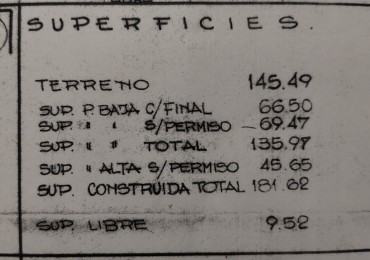 SUPERFICIES.
TERRENO 145.49
SUP. P. BAJA C/FINAL 66.50
SUP. " " S/PERMISO 69.47
SUP. " " TOTAL 135.97
SUP. " ALTA S/PERMISO 45.65
SUP. CONSTRUIDA TOTAL 181.62
SUP. LIBRE 9.52